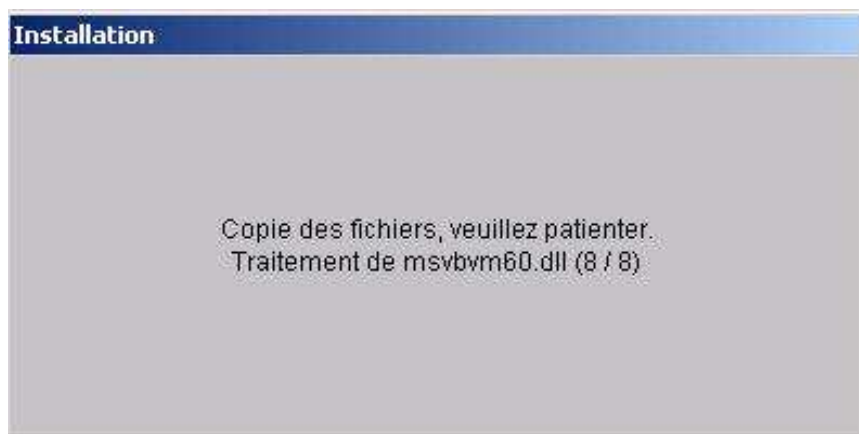 Installation
Copie des fichiers, veuillez patienter.
Traitement de msvbvm60.dll (8 / 8)